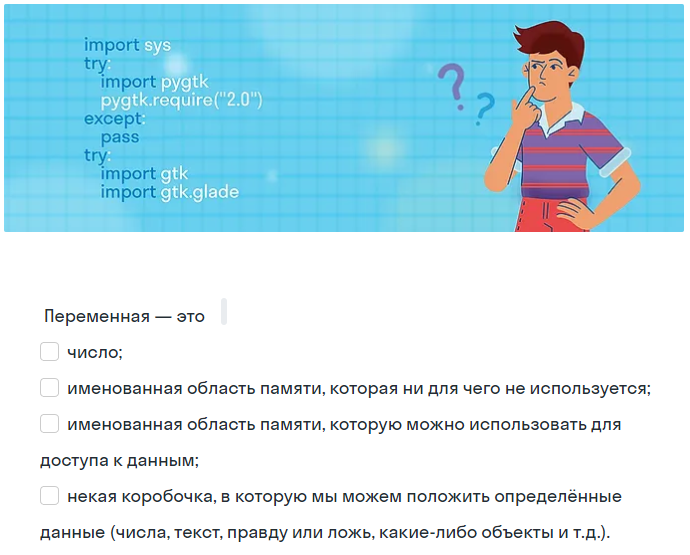 import sys
try:
import pygtk
pygtk.require("2.0")
except:
pass
try:
import gtk
import gtk.glade
? ?
Переменная — это
число;
именованная область памяти, которая ни для чего не используется;
именованная область памяти, которую можно использовать для
доступа к данным;
некая коробочка, в которую мы можем положить определённые
данные (числа, текст, правду или ложь, какие-либо объекты и т.д.).